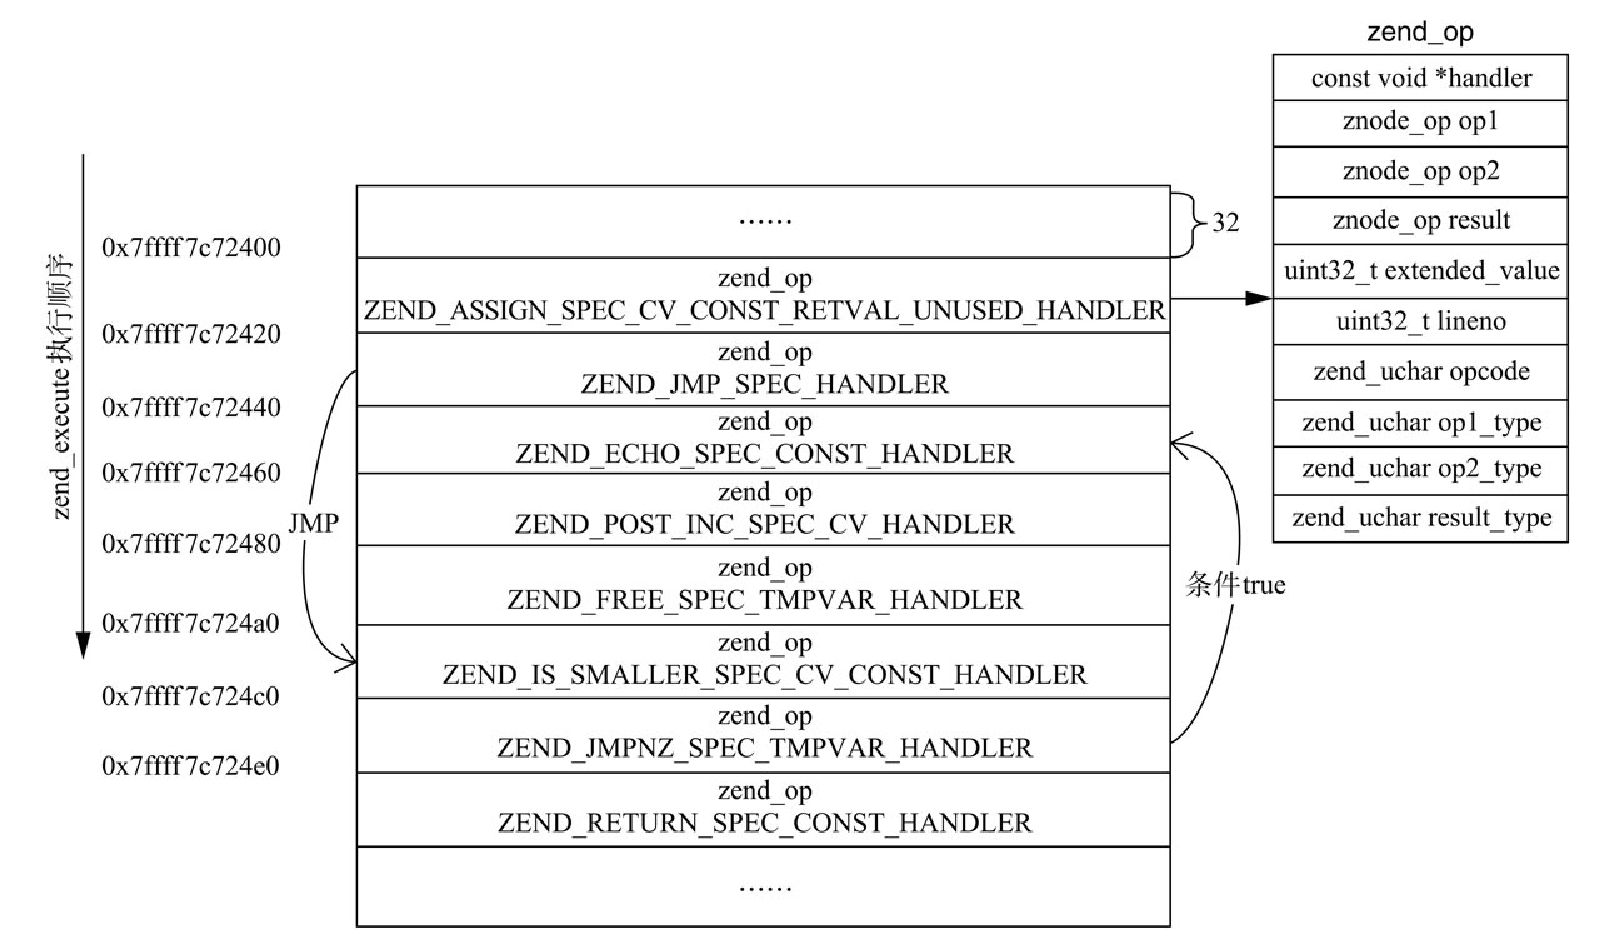 zend_op
const void *handler
znode_op op1
znode_op op2
znode_op result
uint32_t extended_value
uint32_t lineno
zend_uchar opcode
zend_uchar op1_type
zend_uchar op2_type
zend_uchar result_type
zend_execute执行顺序
0x7ffff7c72400
0x7ffff7c72420
0x7ffff7c72440
0x7ffff7c72460
0x7ffff7c72480
0x7ffff7c724a0
0x7ffff7c724c0
0x7ffff7c724e0
JMP
……
32
zend_op
ZEND_ASSIGN_SPEC_CV_CONST_RETVAL_UNUSED_HANDLER
zend_op
ZEND_JMP_SPEC_HANDLER
zend_op
ZEND_ECHO_SPEC_CONST_HANDLER
zend_op
ZEND_POST_INC_SPEC_CV_HANDLER
zend_op
ZEND_FREE_SPEC_TMPVAR_HANDLER
zend_op
ZEND_IS_SMALLER_SPEC_CV_CONST_HANDLER
zend_op
ZEND_JMPNZ_SPEC_TMPVAR_HANDLER
zend_op
ZEND_RETURN_SPEC_CONST_HANDLER
……
条件true